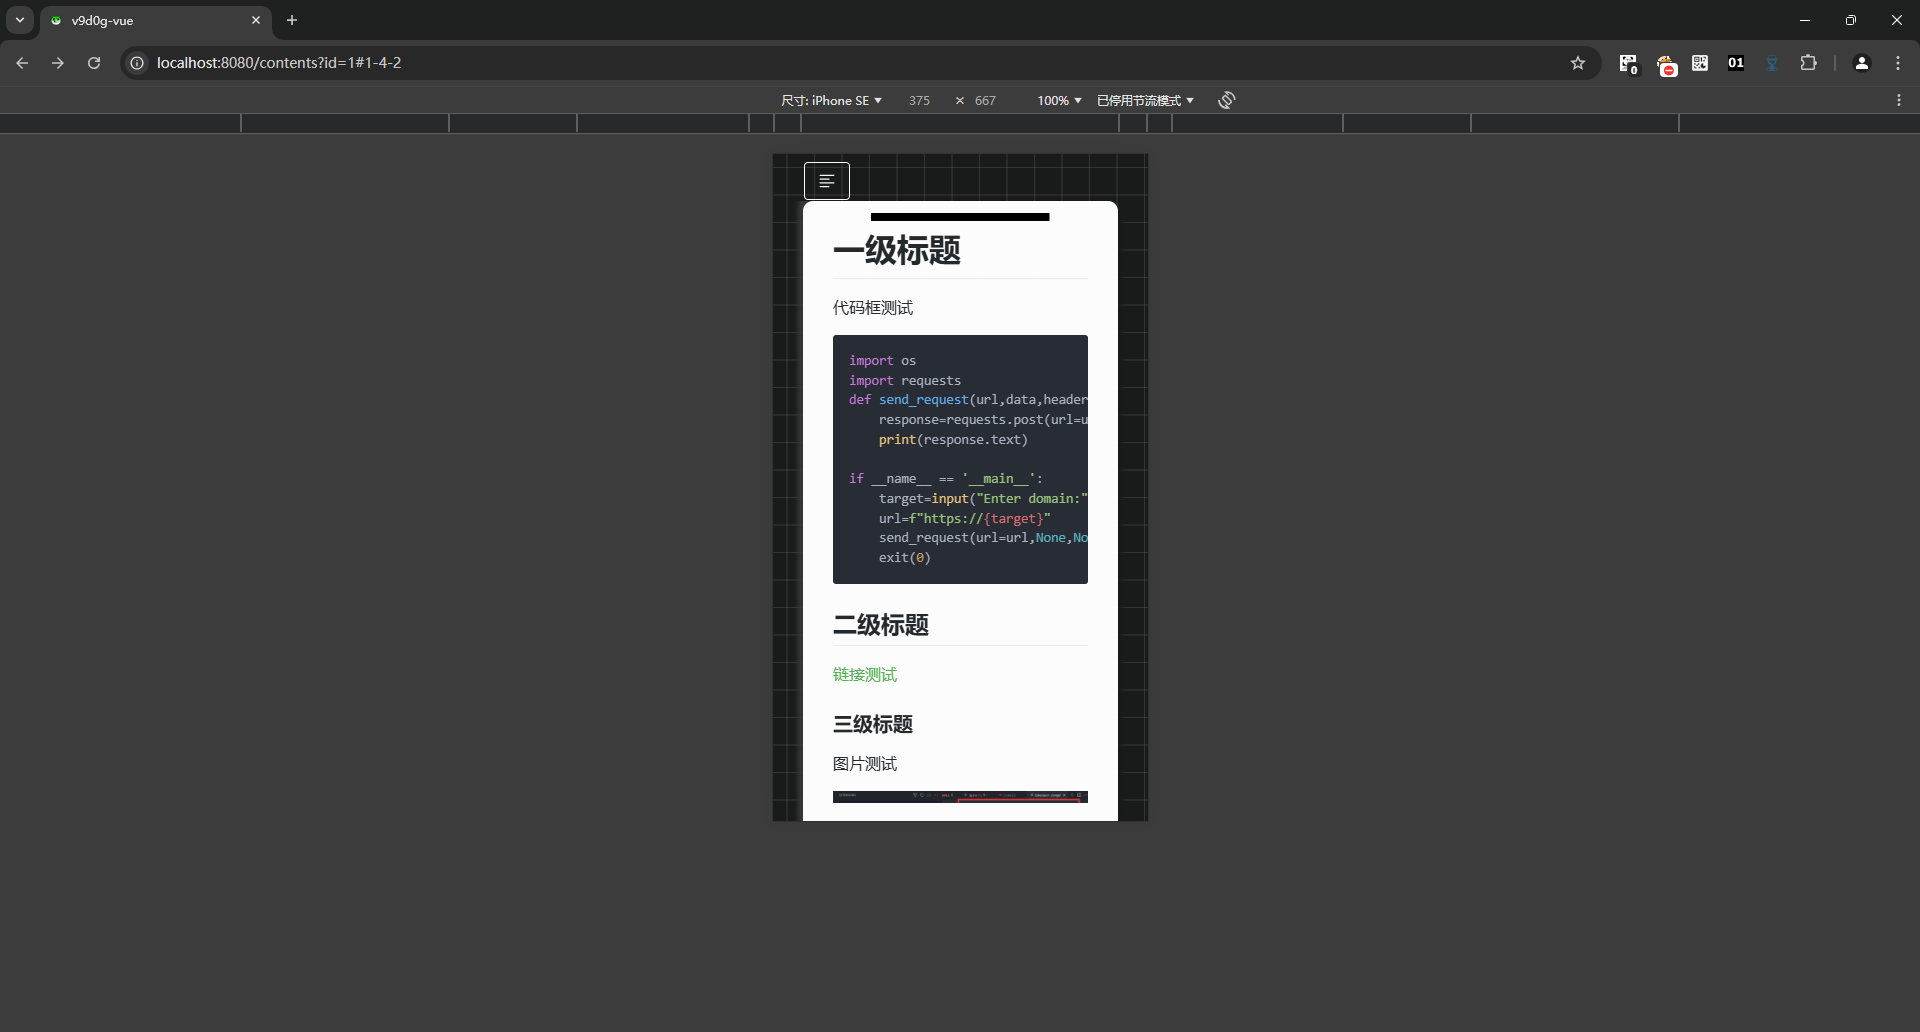 v9d0g-vue
localhost:8080/contents?id=1#1-4-2
0
01
尺寸: iPhone SE 375 × 667 100% 已停用节流模式
一级标题
代码框测试
import os
import requests
def send_request(url,data,header
response=requests.post(url=u
print(response.text)
if __name__ == '__main__':
target=input("Enter domain:"
url=f"https://{target}"
send_request(url=url,None,No
exit(0)
二级标题
链接测试
三级标题
图片测试